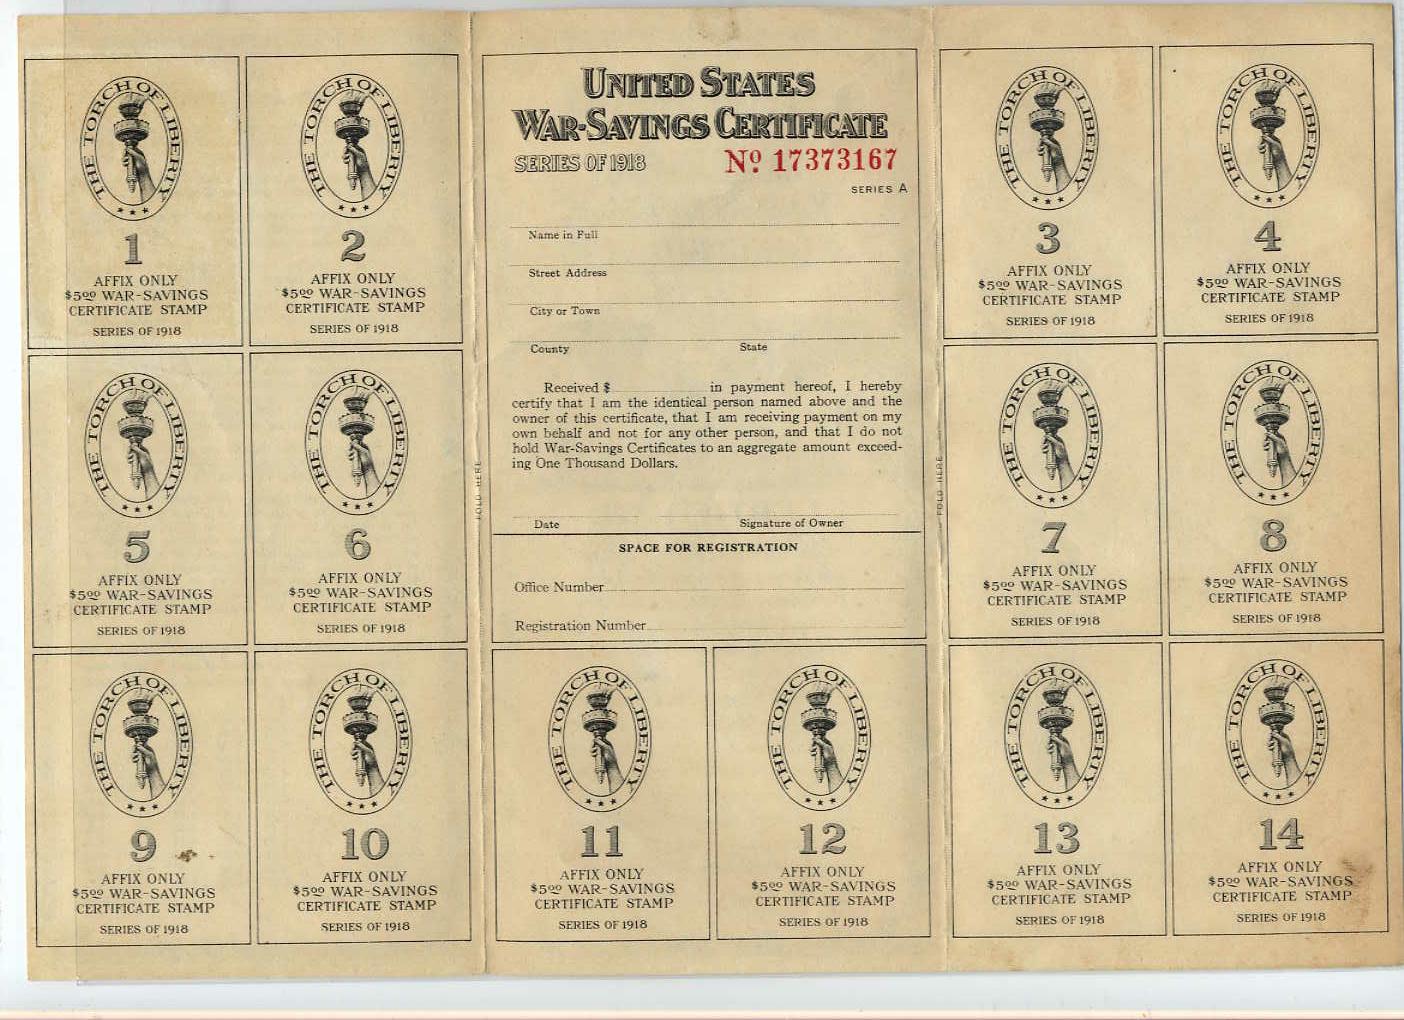 UNITED STATES
WAR-SAVINGS CERTIFICATE
SERIES OF 1918 Nº 17373167
SERIES A
Name in Full
Street Address
City or Town
County State
Received $ in payment hereof, I hereby
certify that I am the identical person named above and the
owner of this certificate, that I am receiving payment on my
own behalf and not for any other person, and that I do not
hold War-Savings Certificates to an aggregate amount exceed-
ing One Thousand Dollars.
Date Signature of Owner
SPACE FOR REGISTRATION
Office Number
Registration Number
FOLD HERE
FOLD HERE
THE TORCH OF LIBERTY
1
AFFIX ONLY
$5.00 WAR-SAVINGS
CERTIFICATE STAMP
SERIES OF 1918
THE TORCH OF LIBERTY
2
AFFIX ONLY
$5.00 WAR-SAVINGS
CERTIFICATE STAMP
SERIES OF 1918
THE TORCH OF LIBERTY
3
AFFIX ONLY
$5.00 WAR-SAVINGS
CERTIFICATE STAMP
SERIES OF 1918
THE TORCH OF LIBERTY
4
AFFIX ONLY
$5.00 WAR-SAVINGS
CERTIFICATE STAMP
SERIES OF 1918
THE TORCH OF LIBERTY
5
AFFIX ONLY
$5.00 WAR-SAVINGS
CERTIFICATE STAMP
SERIES OF 1918
THE TORCH OF LIBERTY
6
AFFIX ONLY
$5.00 WAR-SAVINGS
CERTIFICATE STAMP
SERIES OF 1918
THE TORCH OF LIBERTY
7
AFFIX ONLY
$5.00 WAR-SAVINGS
CERTIFICATE STAMP
SERIES OF 1918
THE TORCH OF LIBERTY
8
AFFIX ONLY
$5.00 WAR-SAVINGS
CERTIFICATE STAMP
SERIES OF 1918
THE TORCH OF LIBERTY
9
AFFIX ONLY
$5.00 WAR-SAVINGS
CERTIFICATE STAMP
SERIES OF 1918
THE TORCH OF LIBERTY
10
AFFIX ONLY
$5.00 WAR-SAVINGS
CERTIFICATE STAMP
SERIES OF 1918
THE TORCH OF LIBERTY
11
AFFIX ONLY
$5.00 WAR-SAVINGS
CERTIFICATE STAMP
SERIES OF 1918
THE TORCH OF LIBERTY
12
AFFIX ONLY
$5.00 WAR-SAVINGS
CERTIFICATE STAMP
SERIES OF 1918
THE TORCH OF LIBERTY
13
AFFIX ONLY
$5.00 WAR-SAVINGS
CERTIFICATE STAMP
SERIES OF 1918
THE TORCH OF LIBERTY
14
AFFIX ONLY
$5.00 WAR-SAVINGS
CERTIFICATE STAMP
SERIES OF 1918